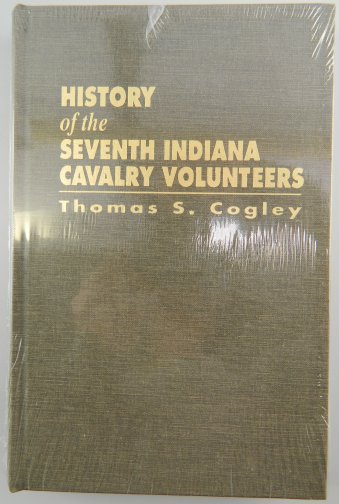 HISTORY
of the
SEVENTH INDIANA
CAVALRY VOLUNTEERS
Thomas S. Cogley